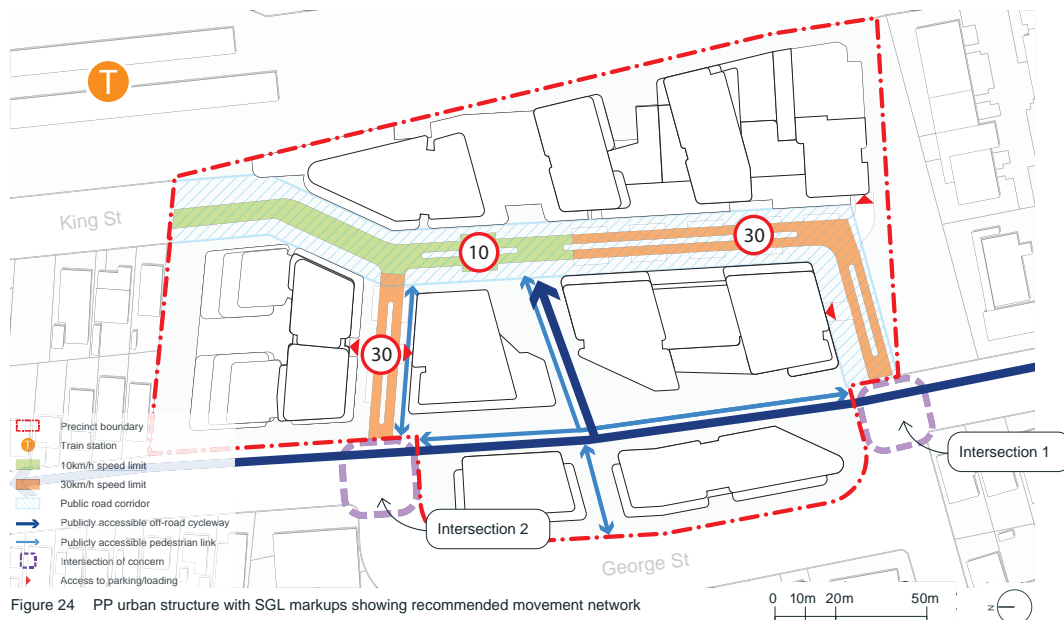 T
King St
10
30
30
Precinct boundary
T Train station
10km/h speed limit
30km/h speed limit
Public road corridor
Publicly accessible off-road cycleway
Publicly accessible pedestrian link
Intersection of concern
Access to parking/loading
Intersection 1
Intersection 2
George St
Figure 24 PP urban structure with SGL markups showing recommended movement network
0 10m 20m 50m
N